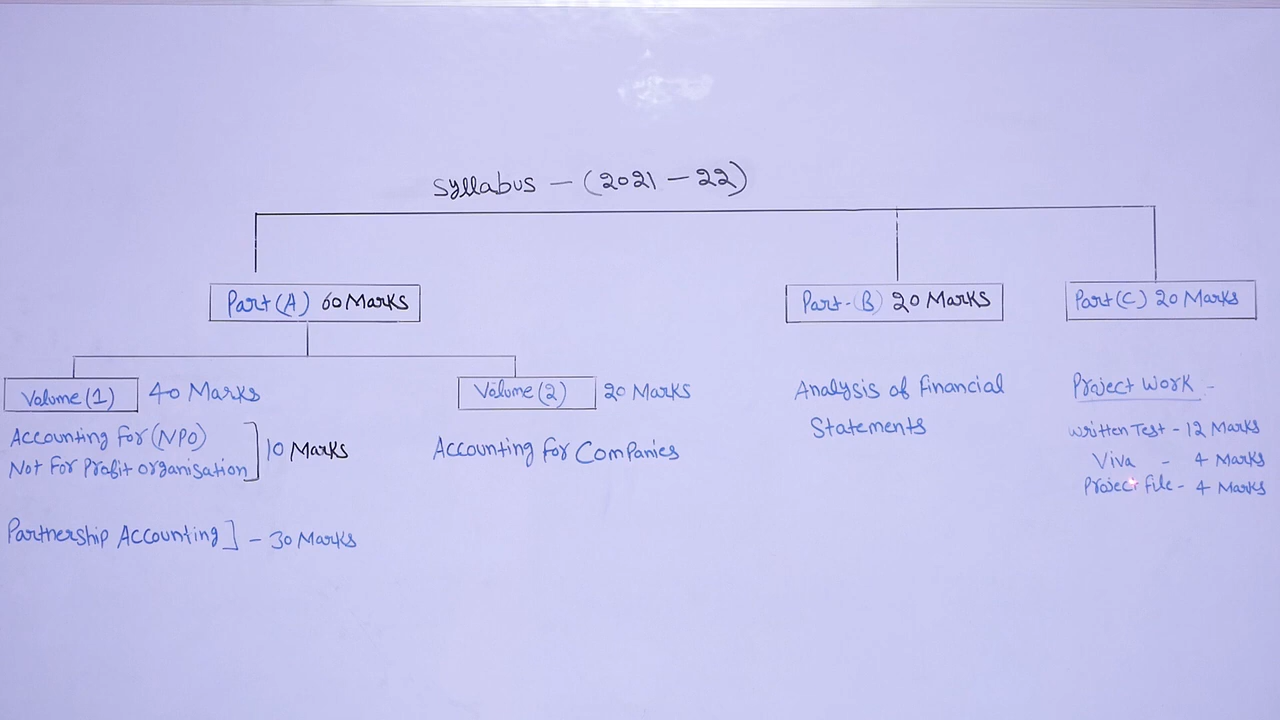 Syllabus - (2021 - 22)
Part (A) 60 Marks
Part - (B) 20 Marks
Part (C) 20 Marks
Volume (1) 40 Marks
Accounting For (NPO)
Not For Profit Organisation ] 10 Marks
Partnership Accounting ] - 30 Marks
Volume (2) 20 Marks
Accounting For Companies
Analysis of Financial
Statements
Project Work -
Written Test - 12 Marks
Viva - 4 Marks
Project File - 4 Marks